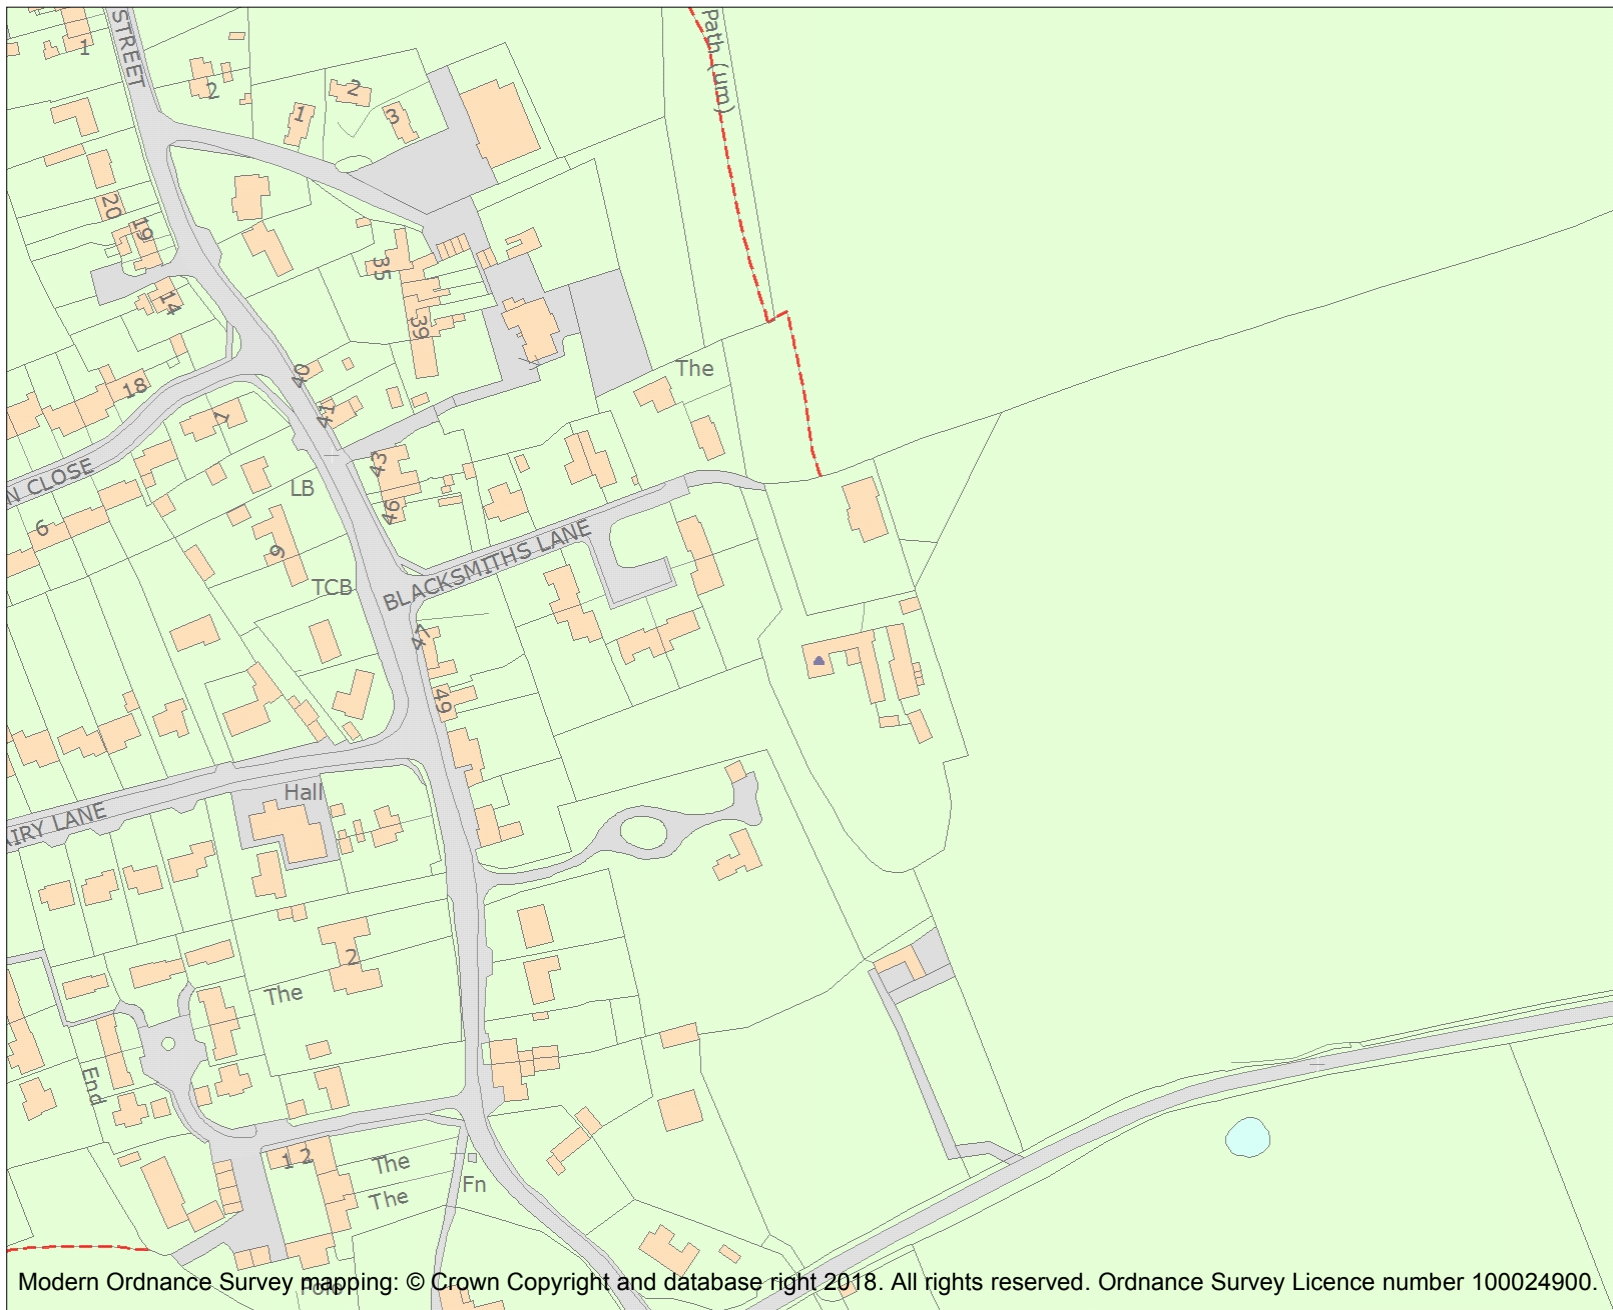 STREET
Path (um)
1
2
2
1
3
20
19
35
14
39
40
The
18
41
1
43
N CLOSE
LB
46
6
9
BLACKSMITHS LANE
TCB
47
49
Hall
AIRY LANE
2
The
End
1 2
The
Fn
The
Modern Ordnance Survey mapping: © Crown Copyright and database right 2018. All rights reserved. Ordnance Survey Licence number 100024900.